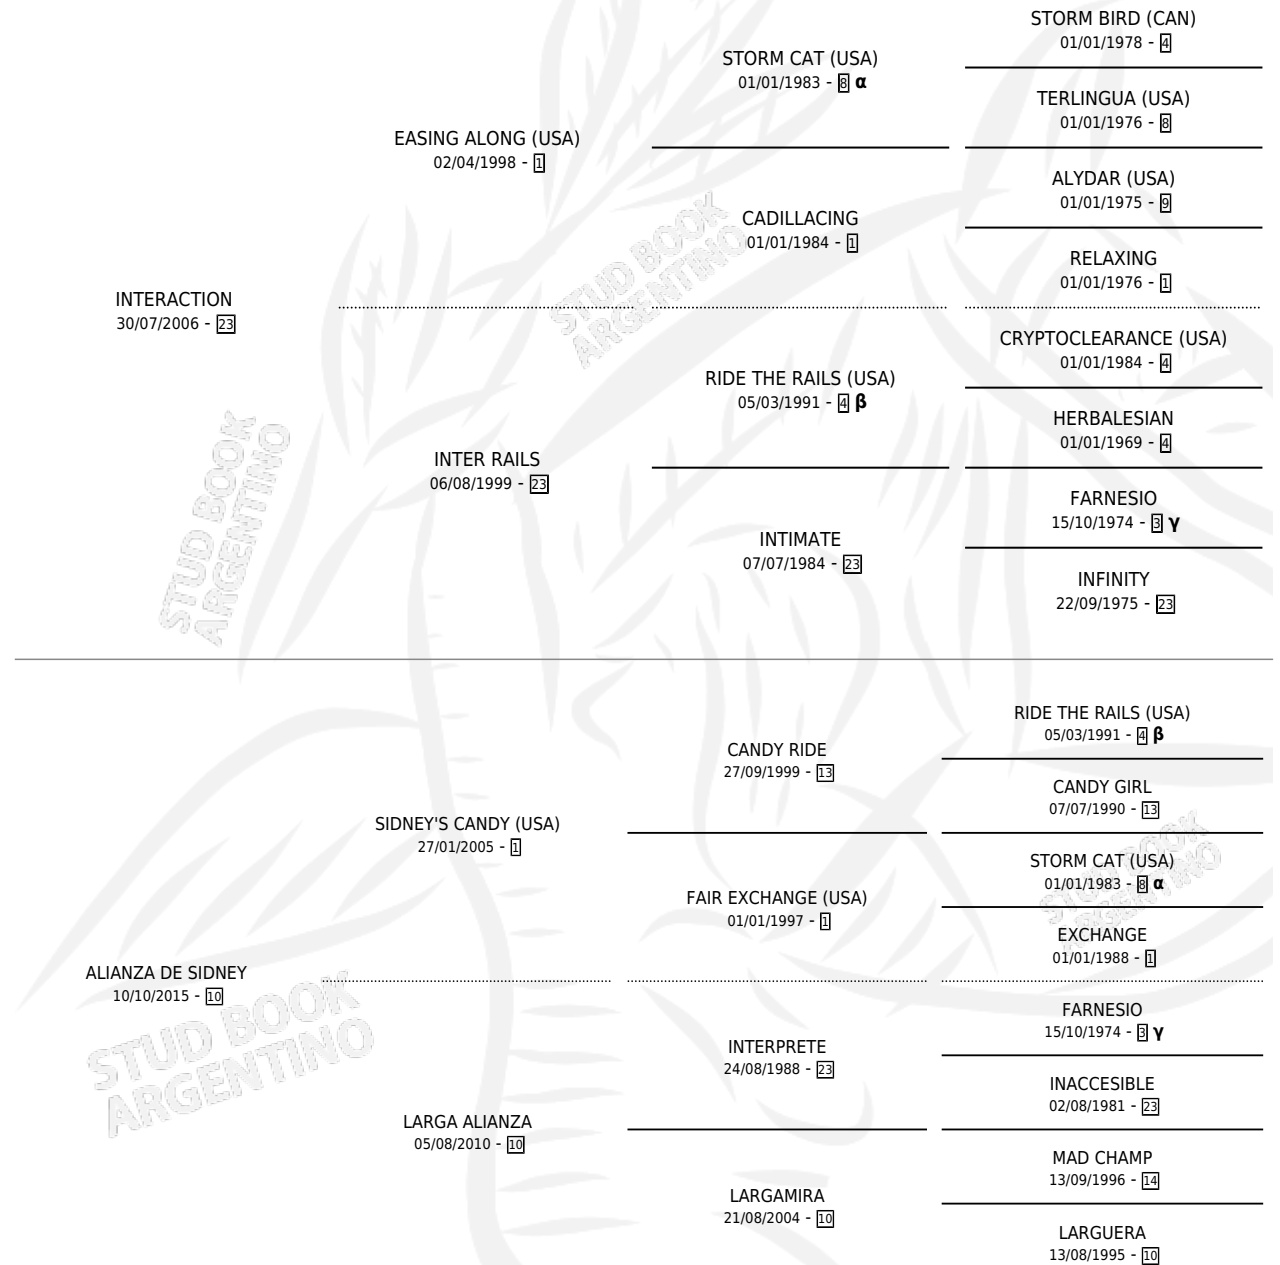 STORM BIRD (CAN)
01/01/1978 - 4
STORM CAT (USA)
01/01/1983 - 8 α
TERLINGUA (USA)
01/01/1976 - 8
EASING ALONG (USA)
02/04/1998 - 1
ALYDAR (USA)
01/01/1975 - 9
CADILLACING
01/01/1984 - 1
RELAXING
01/01/1976 - 1
INTERACTION
30/07/2006 - 23
CRYPTOCLEARANCE (USA)
01/01/1984 - 4
RIDE THE RAILS (USA)
05/03/1991 - 4 β
HERBALESIAN
01/01/1969 - 4
INTER RAILS
06/08/1999 - 23
FARNESIO
15/10/1974 - 3 γ
INTIMATE
07/07/1984 - 23
INFINITY
22/09/1975 - 23
RIDE THE RAILS (USA)
05/03/1991 - 4 β
CANDY RIDE
27/09/1999 - 13
CANDY GIRL
07/07/1990 - 13
SIDNEY'S CANDY (USA)
27/01/2005 - 1
STORM CAT (USA)
01/01/1983 - 8 α
FAIR EXCHANGE (USA)
01/01/1997 - 1
EXCHANGE
01/01/1988 - 1
ALIANZA DE SIDNEY
10/10/2015 - 10
FARNESIO
15/10/1974 - 3 γ
INTERPRETE
24/08/1988 - 23
INACCESIBLE
02/08/1981 - 23
LARGA ALIANZA
05/08/2010 - 10
MAD CHAMP
13/09/1996 - 14
LARGAMIRA
21/08/2004 - 10
LARGUERA
13/08/1995 - 10
STUD BOOK
ARGENTINO
STUD BOOK
ARGENTINO
STUD BOOK
ARGENTINO
STUD BOOK
ARGENTINO